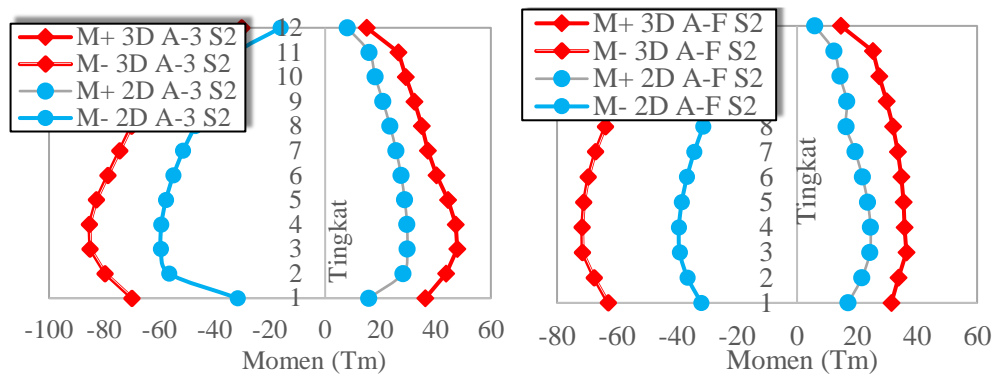 M+ 3D A-3 S2
M- 3D A-3 S2
M+ 2D A-3 S2
M- 2D A-3 S2
12
11
10
9
8
7
6
5
4
3
2
1
Tingkat
-100 -80 -60 -40 -20 0 20 40 60
Momen (Tm)
M+ 3D A-F S2
M- 3D A-F S2
M+ 2D A-F S2
M- 2D A-F S2
8
7
6
5
4
3
2
1
Tingkat
-80 -60 -40 -20 0 20 40 60
Momen (Tm)